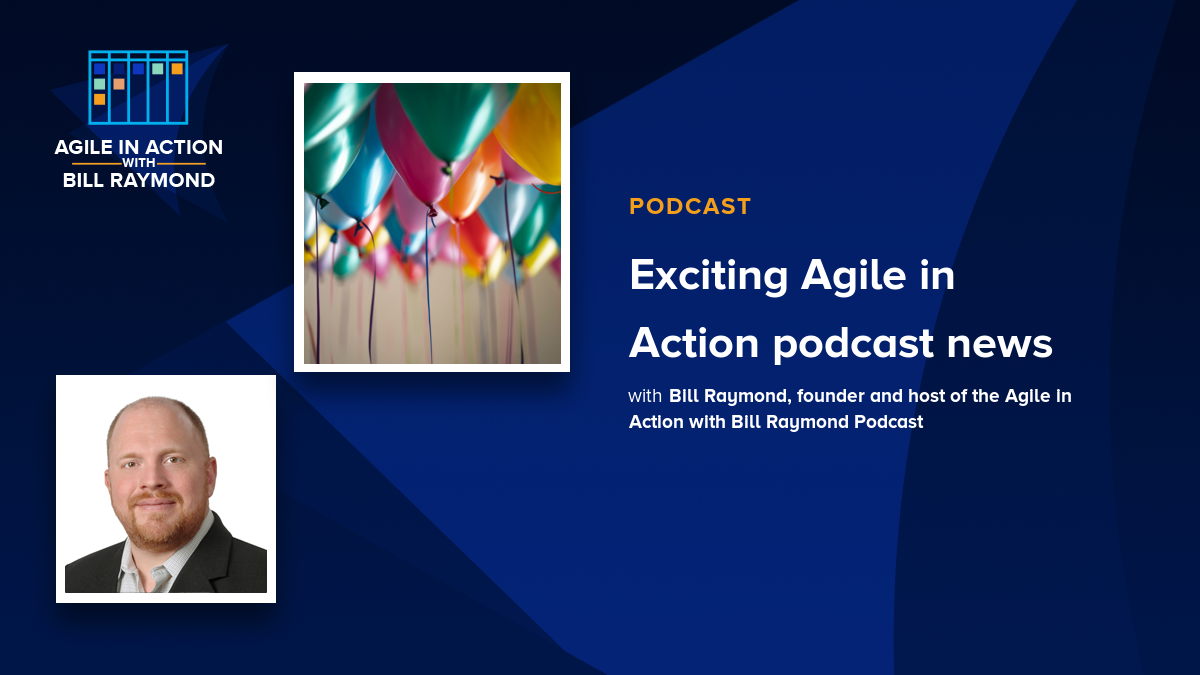 AGILE IN ACTION
WITH
BILL RAYMOND
PODCAST
Exciting Agile in
Action podcast news
with Bill Raymond, founder and host of the Agile in
Action with Bill Raymond Podcast